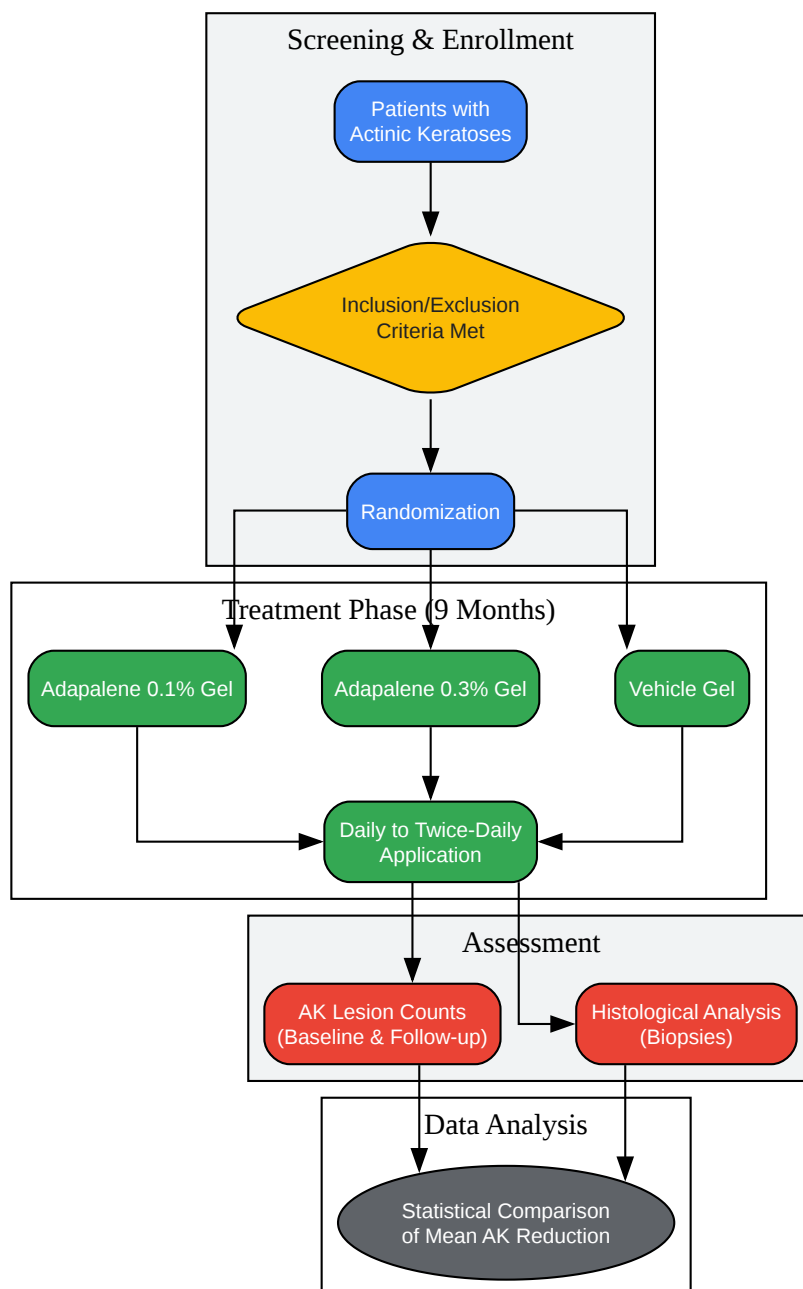 Screening & Enrollment
Patients with
Actinic Keratoses
Inclusion/Exclusion
Criteria Met
Randomization
Treatment Phase (9 Months)
Adapalene 0.1% Gel
Adapalene 0.3% Gel
Vehicle Gel
Daily to Twice-Daily
Application
Assessment
AK Lesion Counts
(Baseline & Follow-up)
Histological Analysis
(Biopsies)
Data Analysis
Statistical Comparison
of Mean AK Reduction